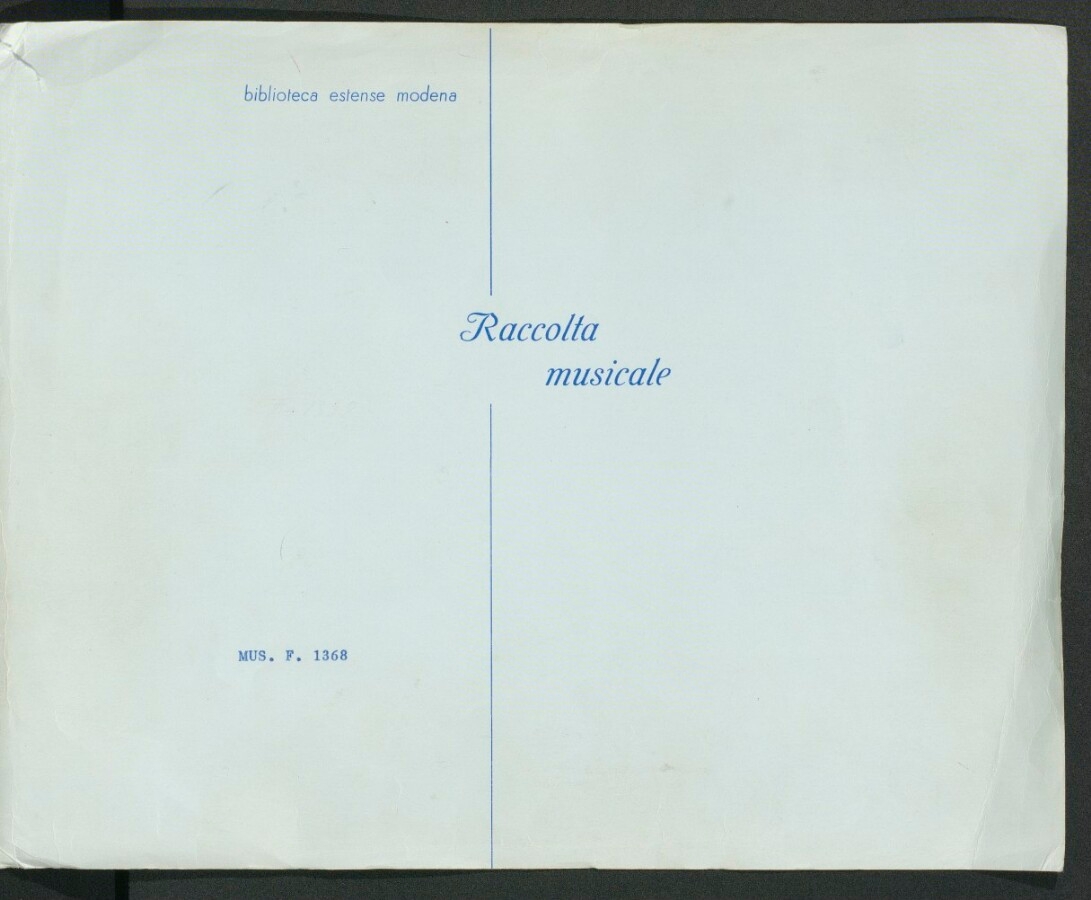 biblioteca estense modena
Raccolta
musicale
MUS. F. 1368